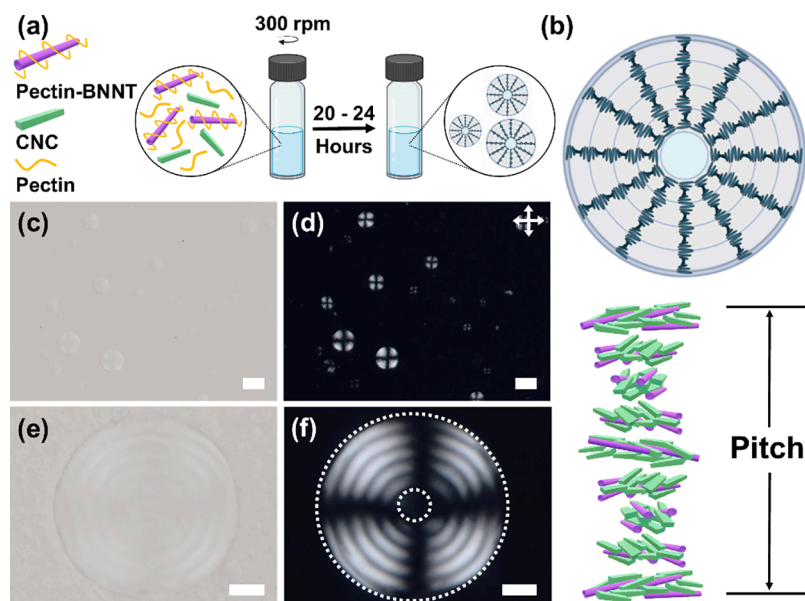 (a)
300 rpm
(b)
Pectin-BNNT
CNC
Pectin
20 - 24
Hours
(c)
(d)
(e)
(f)
Pitch